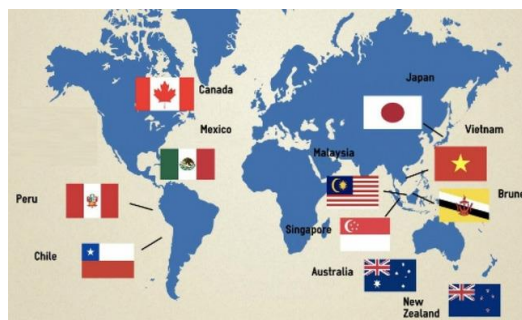 Canada
Japan
Mexico
Vietnam
Malaysia
Peru
Brune
Singapore
Chile
Australia
New
Zealand